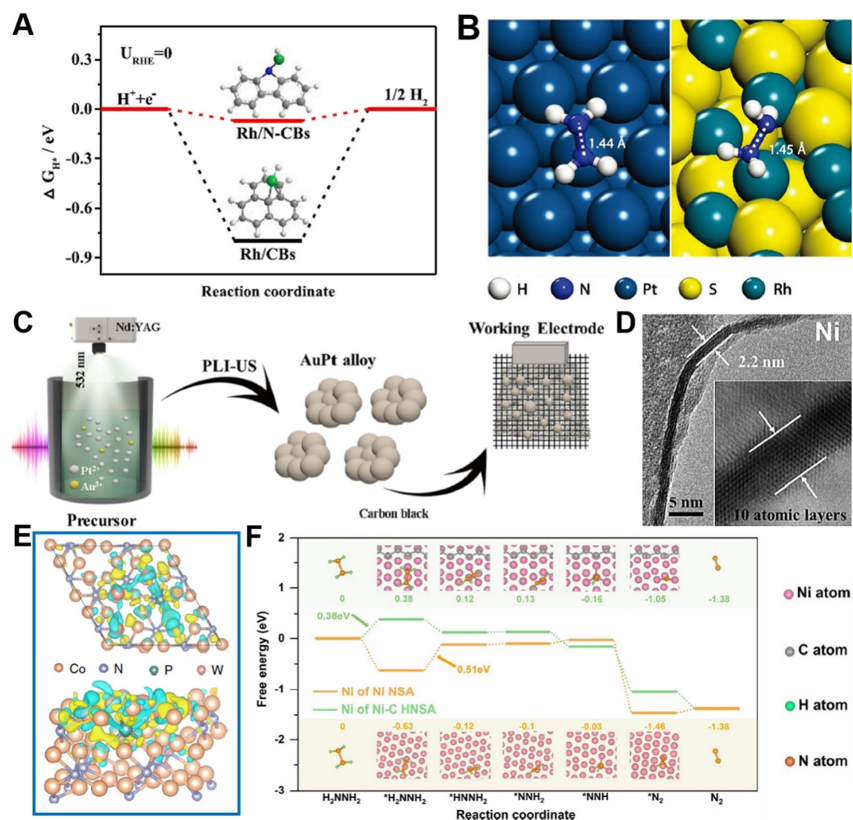 A
U_RHE=0
H⁺+e⁻
1/2 H₂
Rh/N-CBs
Rh/CBs
Δ G_H* / eV
0.3
0.0
-0.3
-0.6
-0.9
Reaction coordinate
B
1.44 Å
1.45 Å
H N Pt S Rh
C
Nd:YAG
532 nm
PLI-US
AuPt alloy
Working Electrode
Pt²⁺
Au³⁺
Precursor
Carbon black
D
Ni
2.2 nm
5 nm
10 atomic layers
E
Co N P W
F
Free energy (eV)
2
1
0
-1
-2
-3
0 0.38 0.12 0.13 -0.16 -1.05 -1.38
0.38eV
0.51eV
Ni of Ni NSA
Ni of Ni-C HNSA
0 -0.63 -0.12 -0.1 -0.03 -1.46 -1.38
H₂NNH₂ *H₂NNH₂ *HNNH₂ *NNH₂ *NNH *N₂ N₂
Reaction coordinate
Ni atom
C atom
H atom
N atom